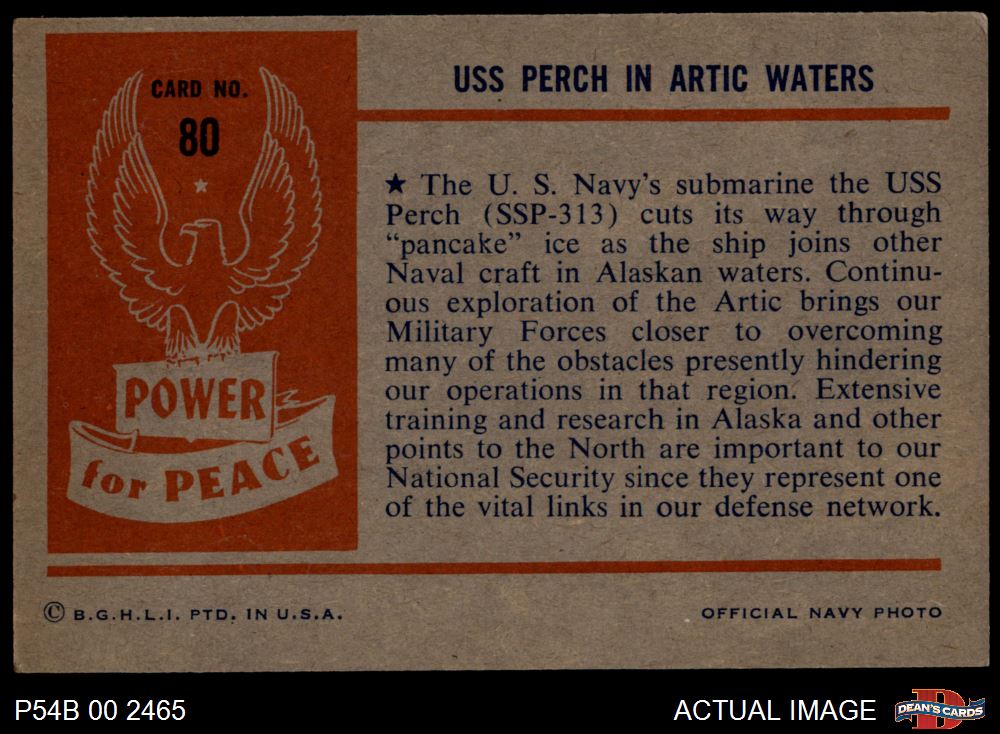 CARD NO.
80
POWER
for PEACE
USS PERCH IN ARTIC WATERS
★ The U. S. Navy's submarine the USS
Perch (SSP-313) cuts its way through
“pancake” ice as the ship joins other
Naval craft in Alaskan waters. Continu-
ous exploration of the Artic brings our
Military Forces closer to overcoming
many of the obstacles presently hindering
our operations in that region. Extensive
training and research in Alaska and other
points to the North are important to our
National Security since they represent one
of the vital links in our defense network.
© B.G.H.L.I. PTD. IN U.S.A.
OFFICIAL NAVY PHOTO
P54B 00 2465
ACTUAL IMAGE
DEAN'S CARDS